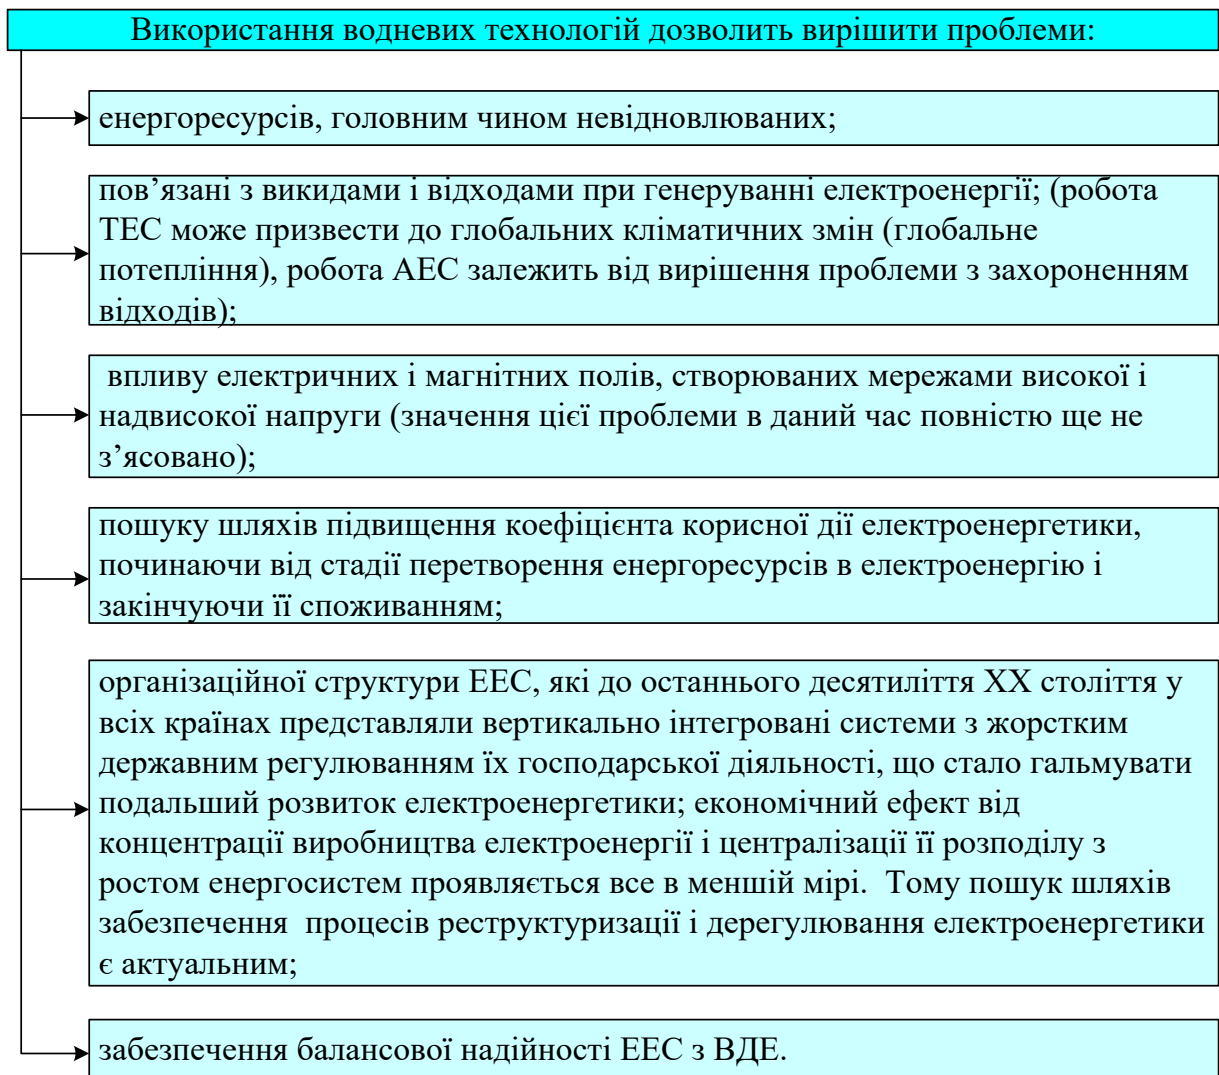 Використання водневих технологій дозволить вирішити проблеми:
енергоресурсів, головним чином невідновлюваних;
пов’язані з викидами і відходами при генеруванні електроенергії; (робота
ТЕС може призвести до глобальних кліматичних змін (глобальне
потепління), робота АЕС залежить від вирішення проблеми з захороненням
відходів);
впливу електричних і магнітних полів, створюваних мережами високої і
надвисокої напруги (значення цієї проблеми в даний час повністю ще не
з’ясовано);
пошуку шляхів підвищення коефіцієнта корисної дії електроенергетики,
починаючи від стадії перетворення енергоресурсів в електроенергію і
закінчуючи її споживанням;
організаційної структури ЕЕС, які до останнього десятиліття ХХ століття у
всіх країнах представляли вертикально інтегровані системи з жорстким
державним регулюванням їх господарської діяльності, що стало гальмувати
подальший розвиток електроенергетики; економічний ефект від
концентрації виробництва електроенергії і централізації її розподілу з
ростом енергосистем проявляється все в меншій мірі. Тому пошук шляхів
забезпечення процесів реструктуризації і дерегулювання електроенергетики
є актуальним;
забезпечення балансової надійності ЕЕС з ВДЕ.